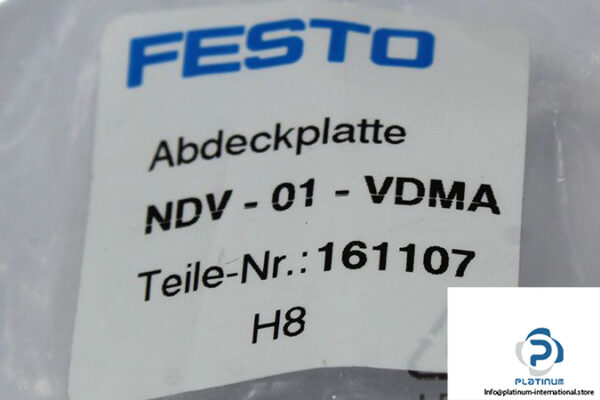 FESTO
Abdeckplatte
NDV - 01 - VDMA
Teile-Nr.: 161107
H8
PLATINUM
Info@platinum-international.store